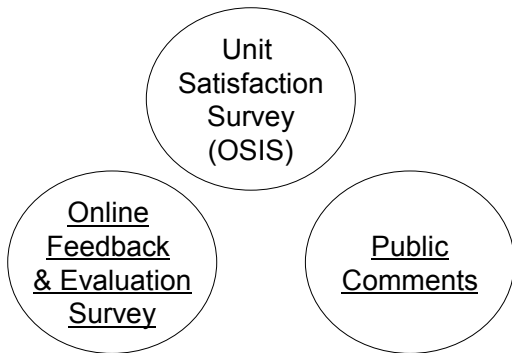 Unit
Satisfaction
Survey
(OSIS)
Online
Feedback
& Evaluation
Survey
Public
Comments